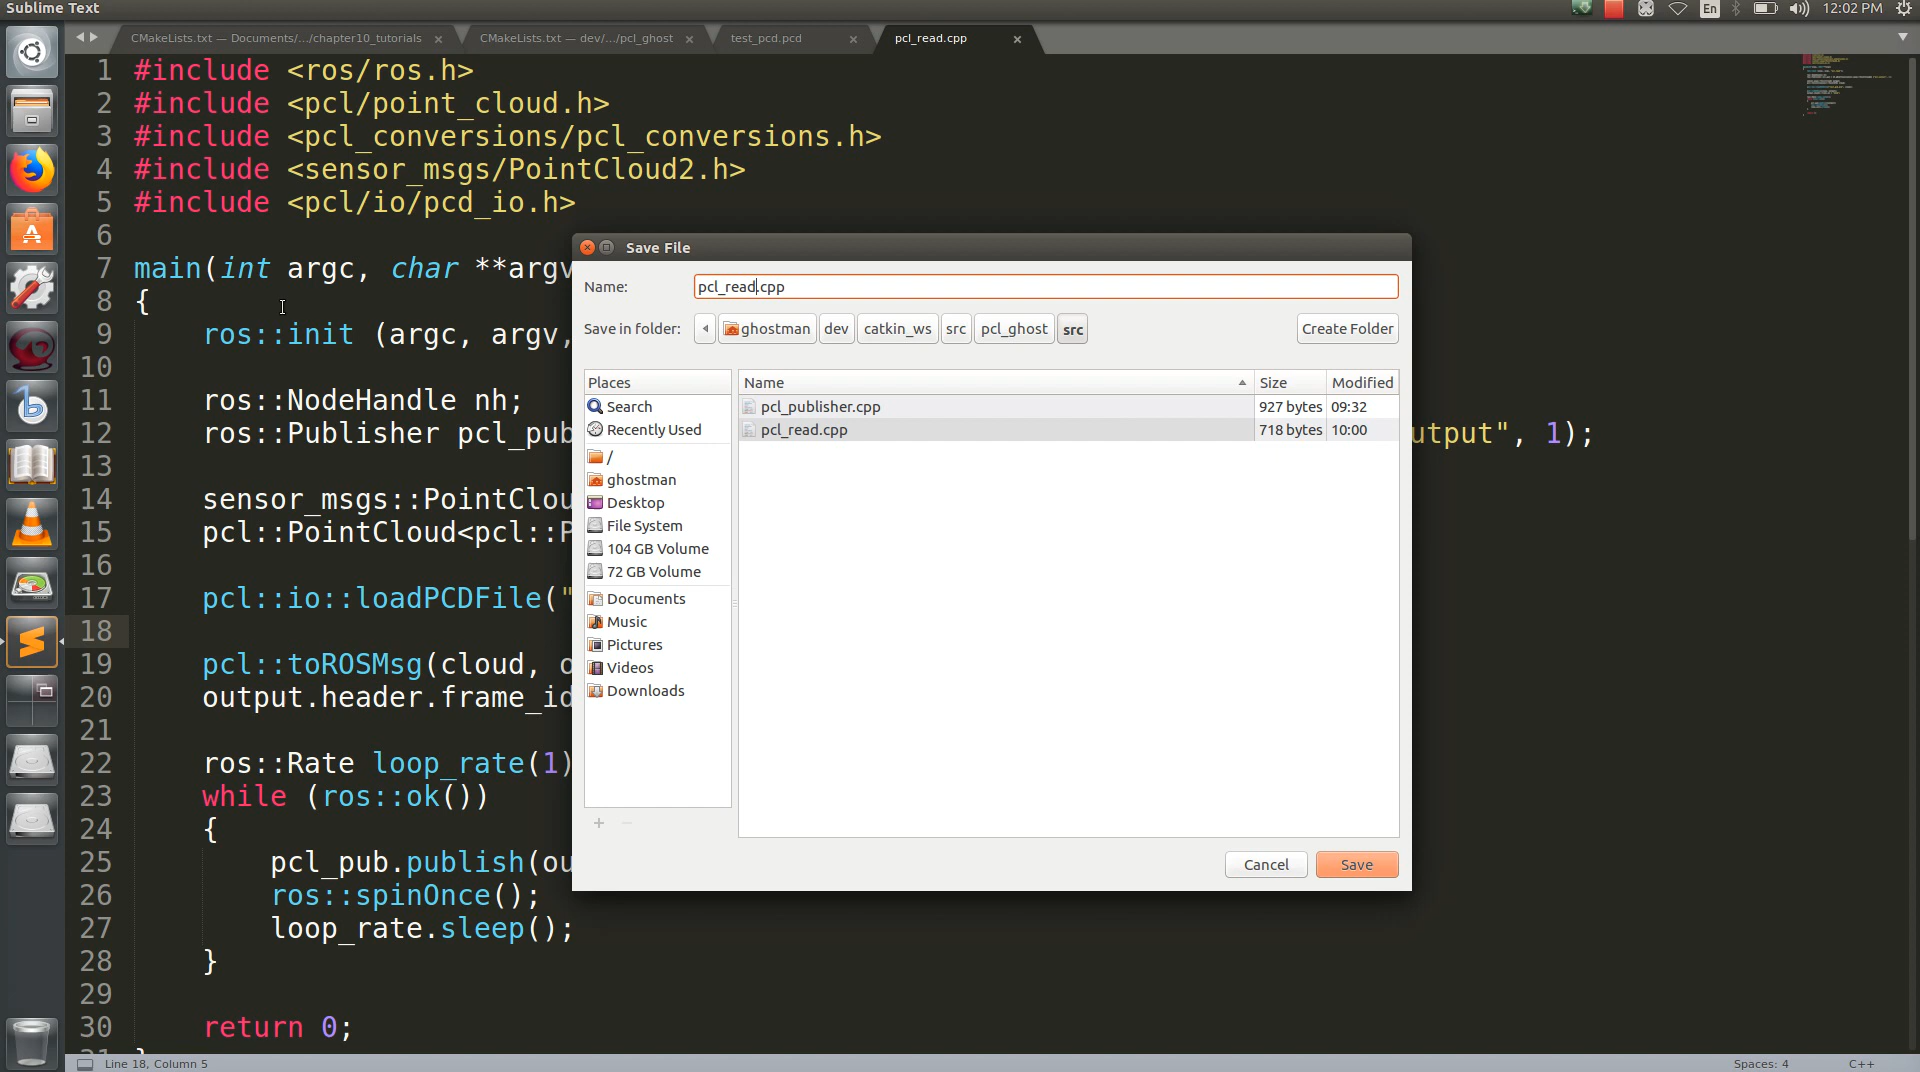 Sublime Text
En
12:02 PM
CMakeLists.txt — Documents/.../chapter10_tutorials
CMakeLists.txt — dev/.../pcl_ghost
test_pcd.pcd
pcl_read.cpp
1 #include <ros/ros.h>
2 #include <pcl/point_cloud.h>
3 #include <pcl_conversions/pcl_conversions.h>
4 #include <sensor_msgs/PointCloud2.h>
5 #include <pcl/io/pcd_io.h>
6
7 main(int argc, char **argv
8 {
9 ros::init (argc, argv,
10
11 ros::NodeHandle nh;
12 ros::Publisher pcl_pub utput", 1);
13
14 sensor_msgs::PointClou
15 pcl::PointCloud<pcl::P
16
17 pcl::io::loadPCDFile("
18
19 pcl::toROSMsg(cloud, o
20 output.header.frame_id
21
22 ros::Rate loop_rate(1)
23 while (ros::ok())
24 {
25 pcl_pub.publish(ou
26 ros::spinOnce();
27 loop_rate.sleep();
28 }
29
30 return 0;
31 }
Save File
Name: pcl_read.cpp
Save in folder: ghostman dev catkin_ws src pcl_ghost src Create Folder
Places
Search
Recently Used
/
ghostman
Desktop
File System
104 GB Volume
72 GB Volume
Documents
Music
Pictures
Videos
Downloads
Name Size Modified
pcl_publisher.cpp 927 bytes 09:32
pcl_read.cpp 718 bytes 10:00
Cancel Save
Line 18, Column 5
Spaces: 4
C++